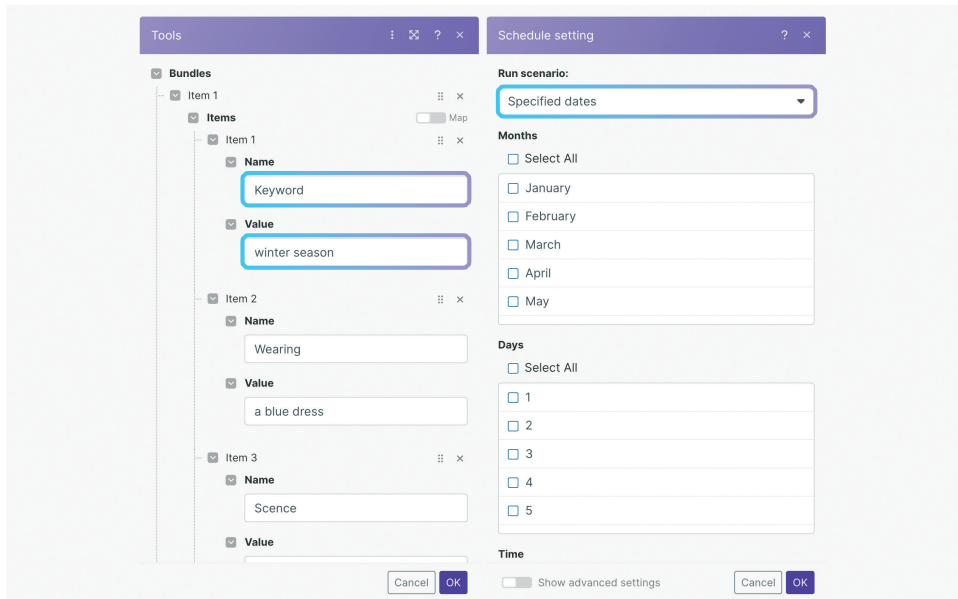 Tools
?
Bundles
Item 1
Items
Map
Item 1
Name
Keyword
Value
winter season
Item 2
Name
Wearing
Value
a blue dress
Item 3
Name
Scence
Value
Cancel OK
Schedule setting
?
Run scenario:
Specified dates
Months
Select All
January
February
March
April
May
Days
Select All
1
2
3
4
5
Time
Show advanced settings
Cancel OK